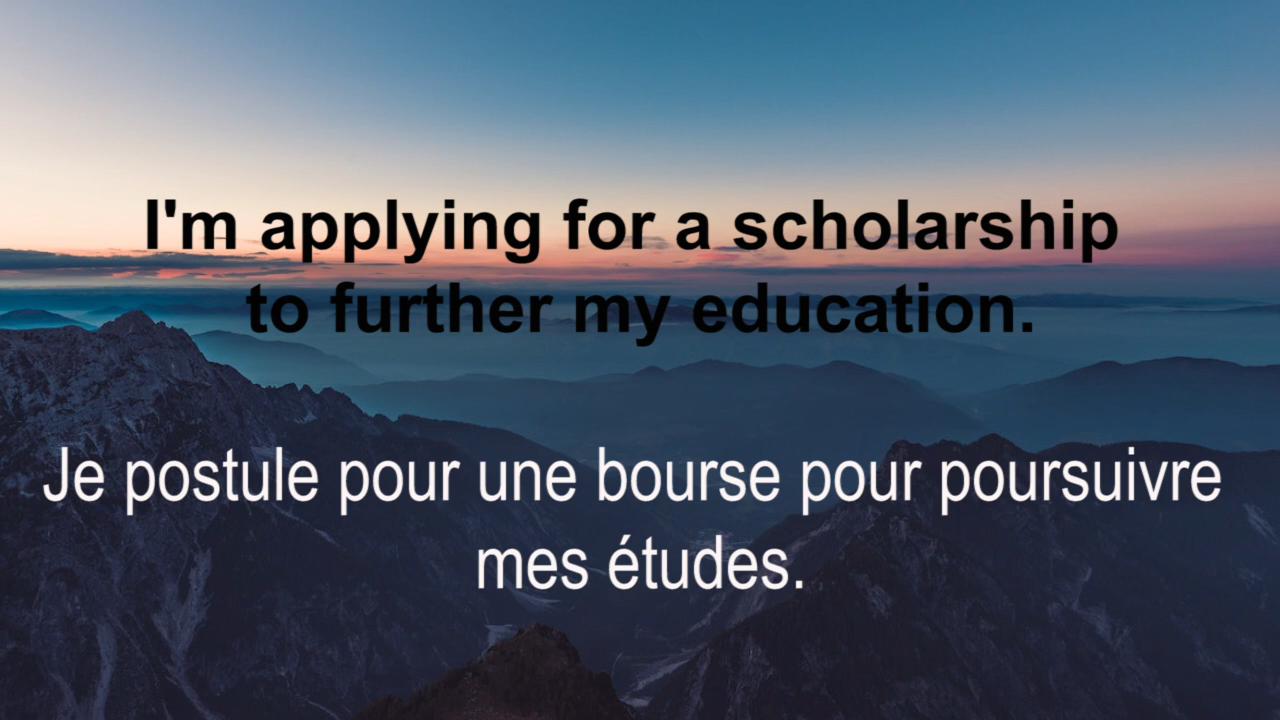 I'm applying for a scholarship
to further my education.
Je postule pour une bourse pour poursuivre
mes études.